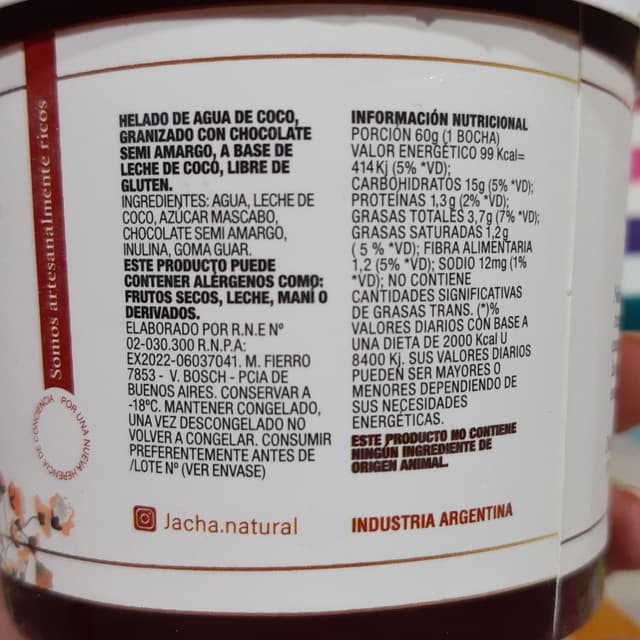 Somos artesanalmente ricos
POR UNA NUEVA HERENCIA DE CONCIENCIA
HELADO DE AGUA DE COCO,
GRANIZADO CON CHOCOLATE
SEMI AMARGO, A BASE DE
LECHE DE COCO, LIBRE DE
GLUTEN.
INGREDIENTES: AGUA, LECHE DE
COCO, AZÚCAR MASCABO,
CHOCOLATE SEMI AMARGO,
INULINA, GOMA GUAR.
ESTE PRODUCTO PUEDE
CONTENER ALÉRGENOS COMO:
FRUTOS SECOS, LECHE, MANÍ O
DERIVADOS.
ELABORADO POR R.N.E Nº
02-030.300 R.N.P.A:
EX2022-06037041. M. FIERRO
7853 - V. BOSCH - PCIA DE
BUENOS AIRES. CONSERVAR A
-18ºC. MANTENER CONGELADO,
UNA VEZ DESCONGELADO NO
VOLVER A CONGELAR. CONSUMIR
PREFERENTEMENTE ANTES DE
/LOTE Nº (VER ENVASE)
Jacha.natural
INFORMACIÓN NUTRICIONAL
PORCIÓN 60g (1 BOCHA)
VALOR ENERGÉTICO 99 Kcal=
414Kj (5% *VD);
CARBOHIDRATOS 15g (5% *VD);
PROTEÍNAS 1,3g (2% *VD);
GRASAS TOTALES 3,7g (7% *VD);
GRASAS SATURADAS 1,2g
( 5 % *VD); FIBRA ALIMENTARIA
1,2 (5% *VD); SODIO 12mg (1%
*VD); NO CONTIENE
CANTIDADES SIGNIFICATIVAS
DE GRASAS TRANS. (*)%
VALORES DIARIOS CON BASE A
UNA DIETA DE 2000 Kcal U
8400 Kj. SUS VALORES DIARIOS
PUEDEN SER MAYORES O
MENORES DEPENDIENDO DE
SUS NECESIDADES
ENERGÉTICAS.
ESTE PRODUCTO NO CONTIENE
NINGÚN INGREDIENTE DE
ORIGEN ANIMAL.
INDUSTRIA ARGENTINA